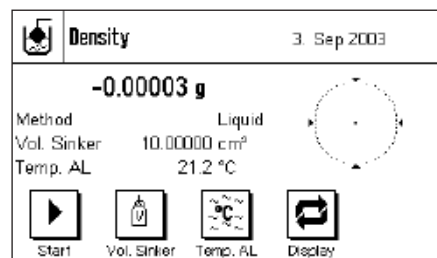 Density 3. Sep 2003
-0.00003 g
Method Liquid
Vol. Sinker 10.00000 cm³
Temp. AL 21.2 °C
V °C
Start Vol. Sinker Temp. AL Display